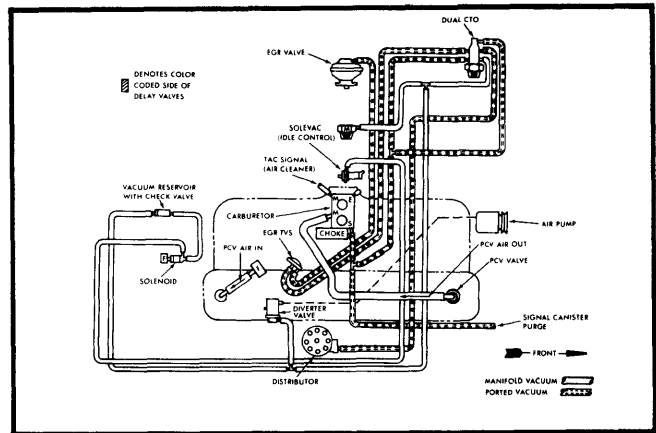 DUAL CTO
EGR VALVE
DENOTES COLOR
CODED SIDE OF
DELAY VALVES
SOLEVAC
(IDLE CONTROL)
TAC SIGNAL
(AIR CLEANER)
VACUUM RESERVOIR
WITH CHECK VALVE
CARBURETOR
M
E
S
CHOKE
AIR PUMP
EGR TVS
PCV AIR OUT
PCV AIR IN
F
PCV VALVE
SOLENOID
DIVERTER
VALVE
SIGNAL CANISTER
PURGE
FRONT
DISTRIBUTOR
MANIFOLD VACUUM
PORTED VACUUM